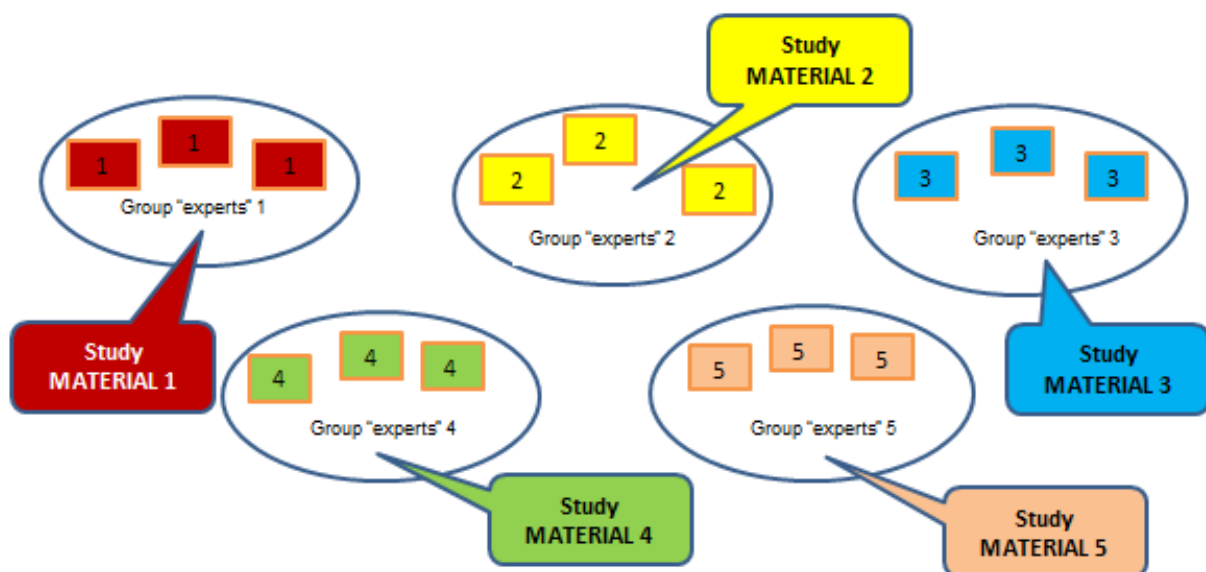 Study
MATERIAL 2
1
1
1
Group “experts” 1
2
2
2
Group “experts” 2
3
3
3
Group “experts” 3
Study
MATERIAL 1
4
4
4
Group “experts” 4
5
5
5
Group “experts” 5
Study
MATERIAL 3
Study
MATERIAL 4
Study
MATERIAL 5